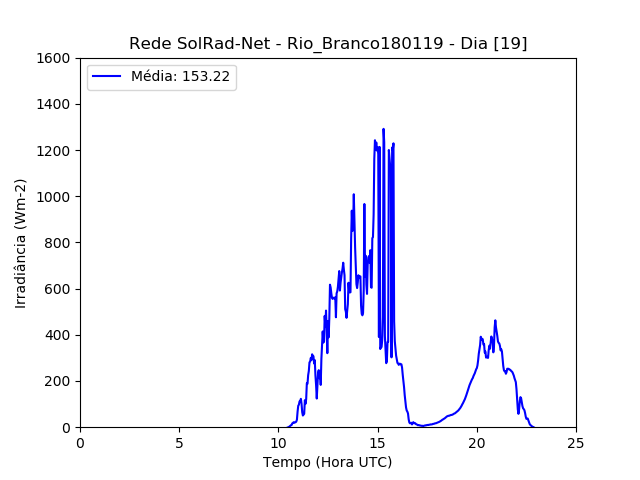 Rede SolRad-Net - Rio_Branco180119 - Dia [19]
Média: 153.22
Irradiância (Wm-2)
1600
1400
1200
1000
800
600
400
200
0
0 5 10 15 20 25
Tempo (Hora UTC)